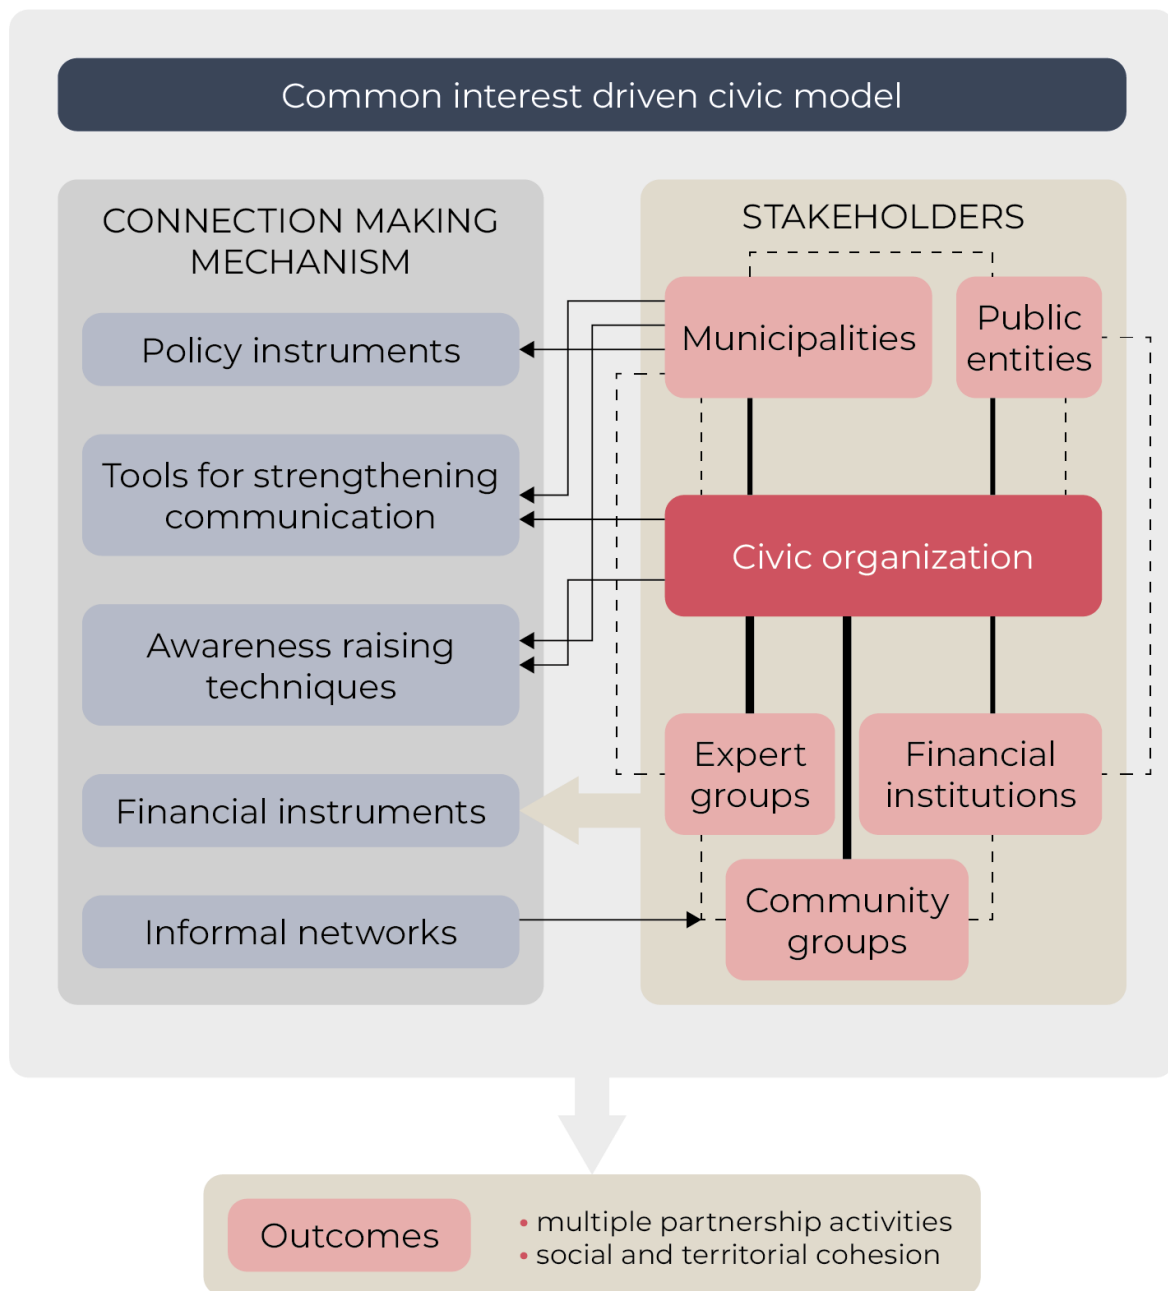 Common interest driven civic model
CONNECTION MAKING
MECHANISM
Policy instruments
Tools for strengthening
communication
Awareness raising
techniques
Financial instruments
Informal networks
STAKEHOLDERS
Municipalities
Public
entities
Civic organization
Expert
groups
Financial
institutions
Community
groups
Outcomes
• multiple partnership activities
• social and territorial cohesion